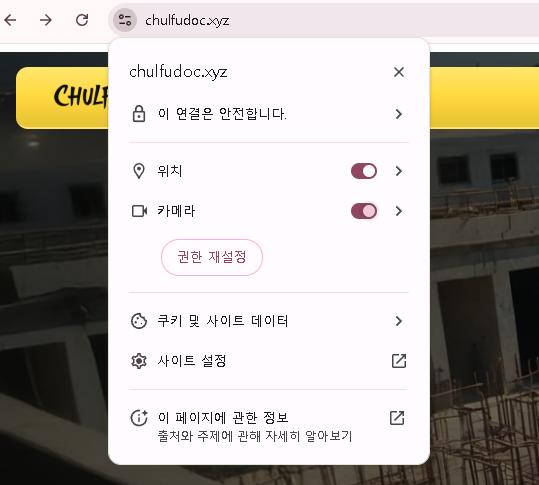 chulfudoc.xyz
CHULF
chulfudoc.xyz
이 연결은 안전합니다.
위치
카메라
권한 재설정
쿠키 및 사이트 데이터
사이트 설정
이 페이지에 관한 정보
출처와 주제에 관해 자세히 알아보기